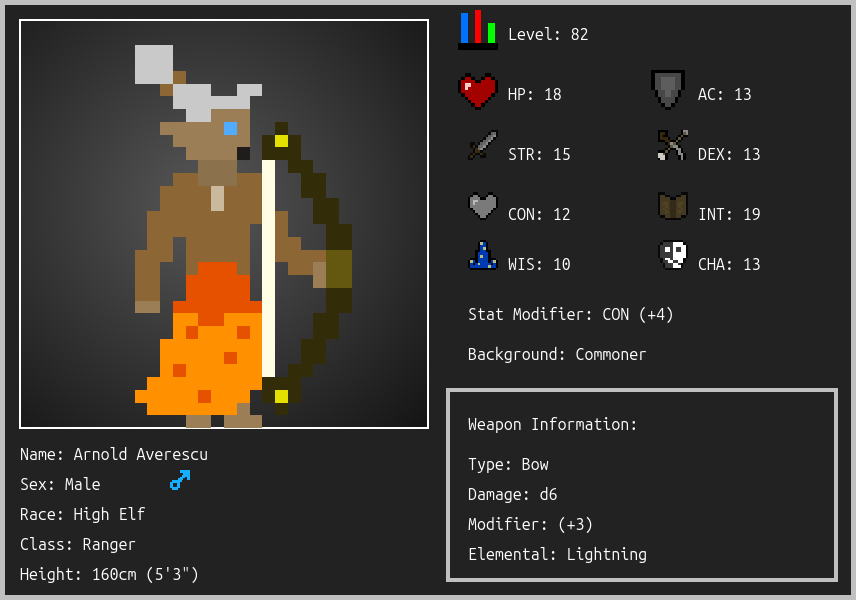 Level: 82
HP: 18
AC: 13
STR: 15
DEX: 13
CON: 12
INT: 19
WIS: 10
CHA: 13
Stat Modifier: CON (+4)
Background: Commoner
Weapon Information:
Type: Bow
Damage: d6
Modifier: (+3)
Elemental: Lightning
Name: Arnold Averescu
Sex: Male
Race: High Elf
Class: Ranger
Height: 160cm (5'3")